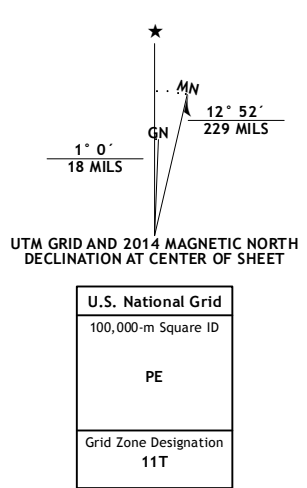 ★
MN
GN
12° 52´
229 MILS
1° 0´
18 MILS
UTM GRID AND 2014 MAGNETIC NORTH
DECLINATION AT CENTER OF SHEET
U.S. National Grid
100,000-m Square ID
PE
Grid Zone Designation
11T